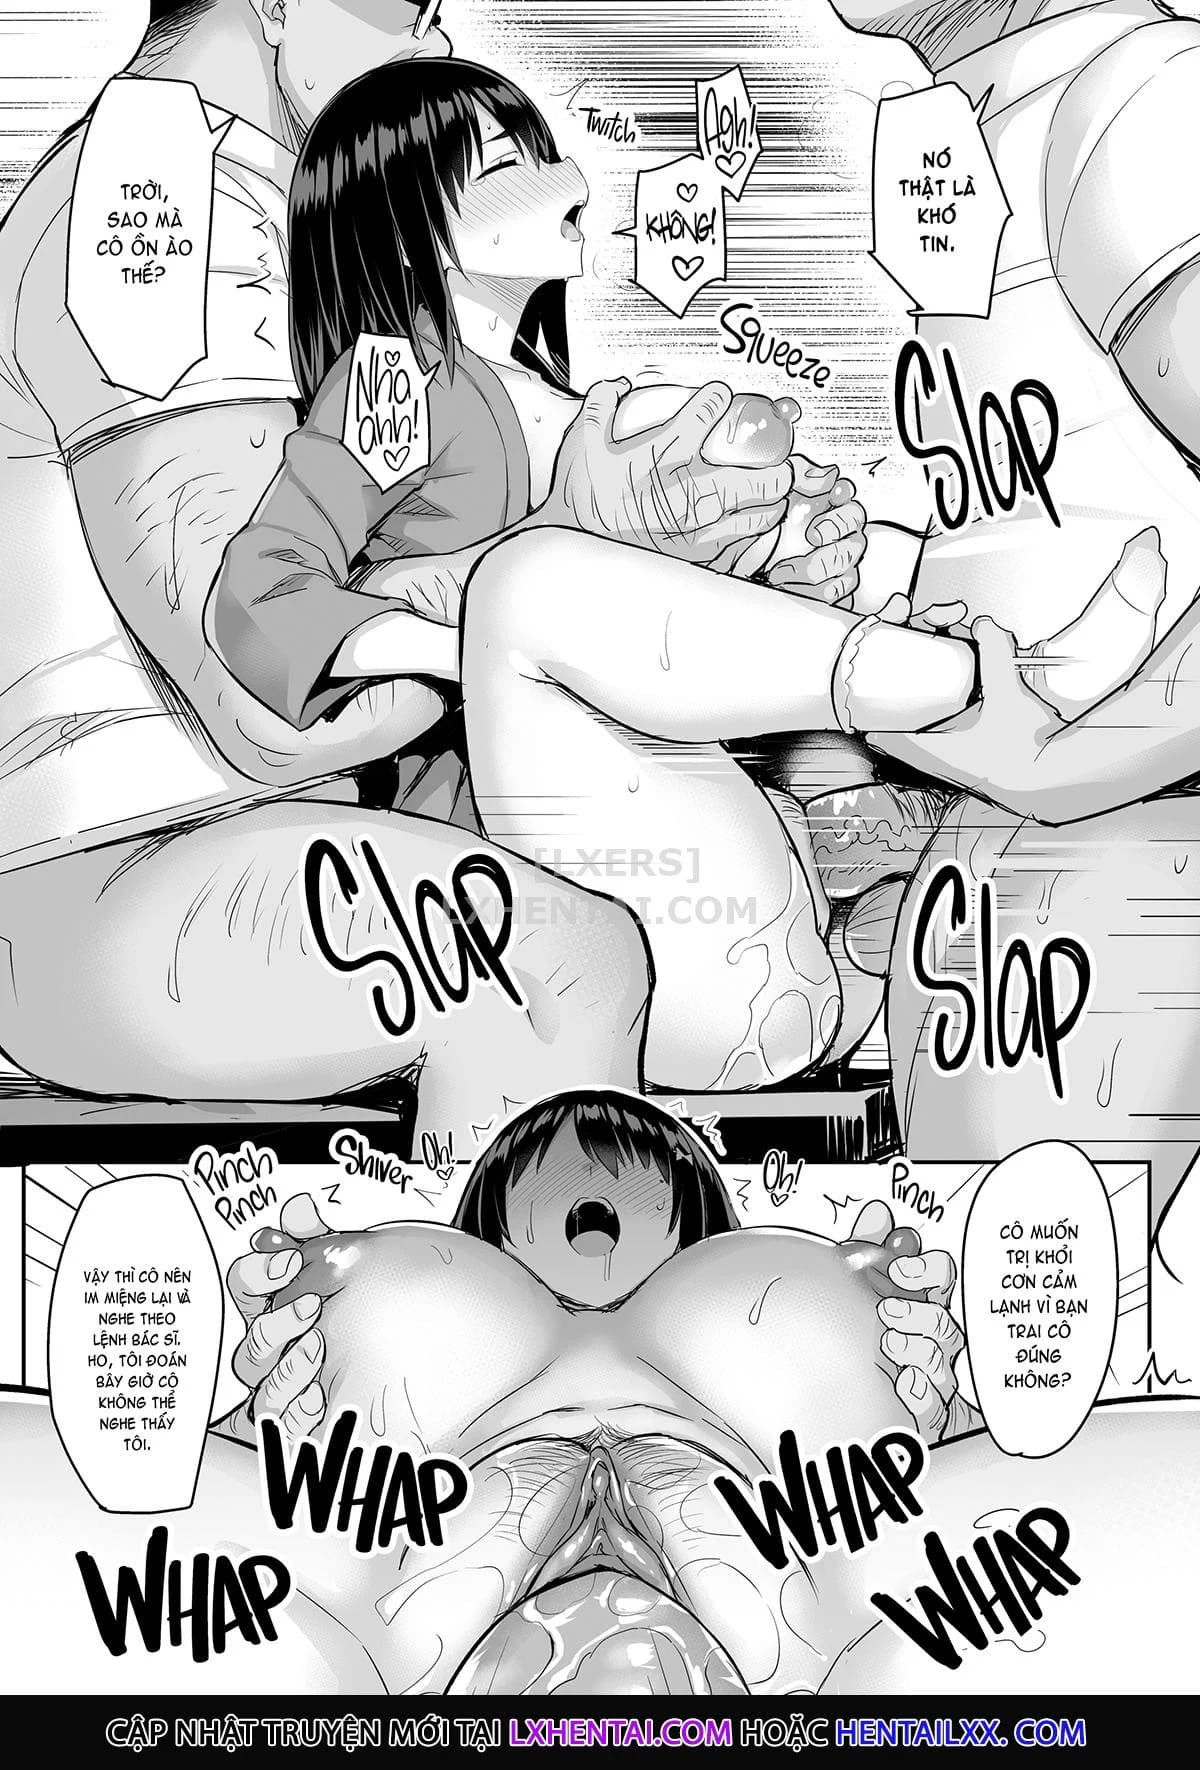 NÓ
THẬT LÀ
KHÓ
TIN.
Agh!
KHÔNG!
Twitch
TRỜI,
SAO MÀ
CÔ ỒN ÀO
THẾ?
Nha
ahh!
Squeeze
Slap
Slap
Slap
[LXERS]
LXHENTAI.COM
CÔ MUỐN
TRỊ KHỎI
CƠN CẢM
LẠNH VÌ BẠN
TRAI CÔ
ĐÚNG
KHÔNG?
Pinch
Oh!
Oh!
Shiver
Pinch
Pinch
VẬY THÌ CÔ NÊN
IM MIỆNG LẠI VÀ
NGHE THEO
LỆNH BÁC SĨ.
HO, TÔI ĐOÁN
BÂY GIỜ CÔ
KHÔNG THỂ
NGHE THẤY
TÔI.
WHAP
WHAP
WHAP
WHAP
CẬP NHẬT TRUYỆN MỚI TẠI LXHENTAI.COM HOẶC HENTAILXX. COM